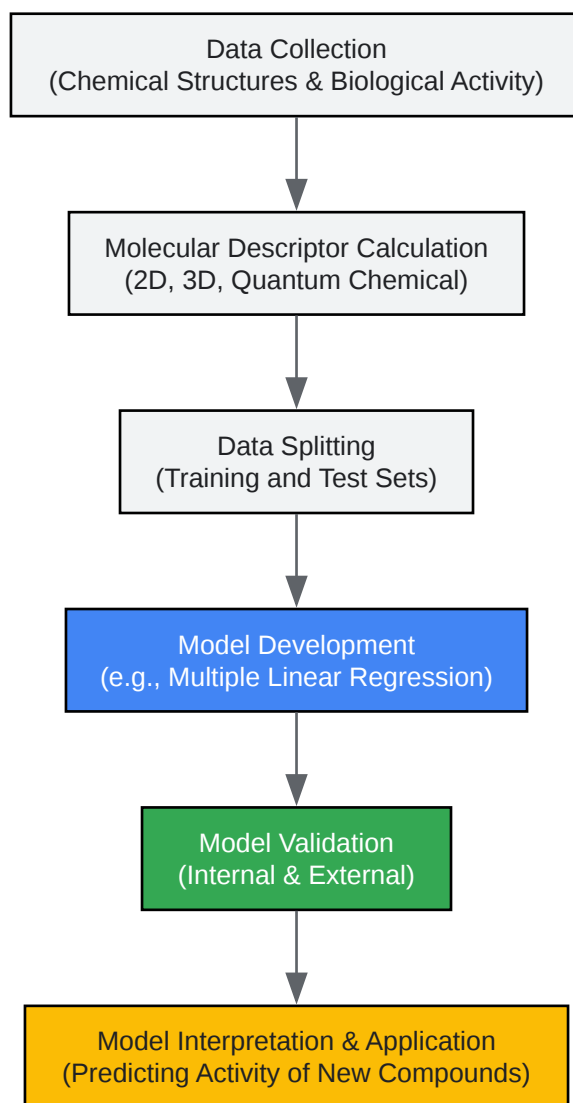 Data Collection
(Chemical Structures & Biological Activity)
Molecular Descriptor Calculation
(2D, 3D, Quantum Chemical)
Data Splitting
(Training and Test Sets)
Model Development
(e.g., Multiple Linear Regression)
Model Validation
(Internal & External)
Model Interpretation & Application
(Predicting Activity of New Compounds)